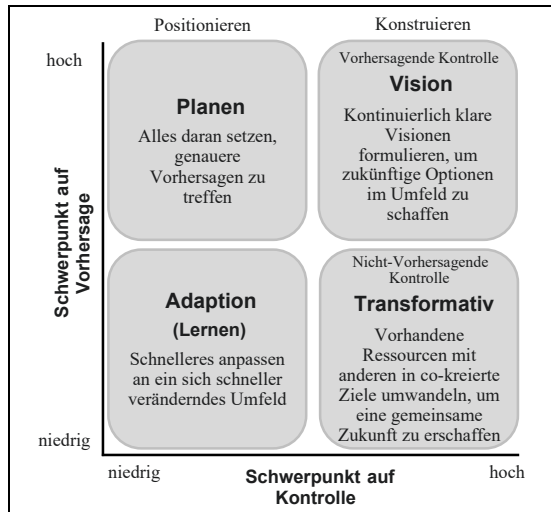 Positionieren
Konstruieren
hoch
Schwerpunkt auf
Vorhersage
niedrig
Planen
Alles daran setzen,
genauere
Vorhersagen zu
treffen
Vorhersagende Kontrolle
Vision
Kontinuierlich klare
Visionen
formulieren, um
zukünftige Optionen
im Umfeld zu
schaffen
Adaption
(Lernen)
Schnelleres anpassen
an ein sich schneller
veränderndes Umfeld
Nicht-Vorhersagende
Kontrolle
Transformativ
Vorhandene
Ressourcen mit
anderen in co-kreierte
Ziele umwandeln, um
eine gemeinsame
Zukunft zu erschaffen
niedrig
Schwerpunkt auf
Kontrolle
hoch